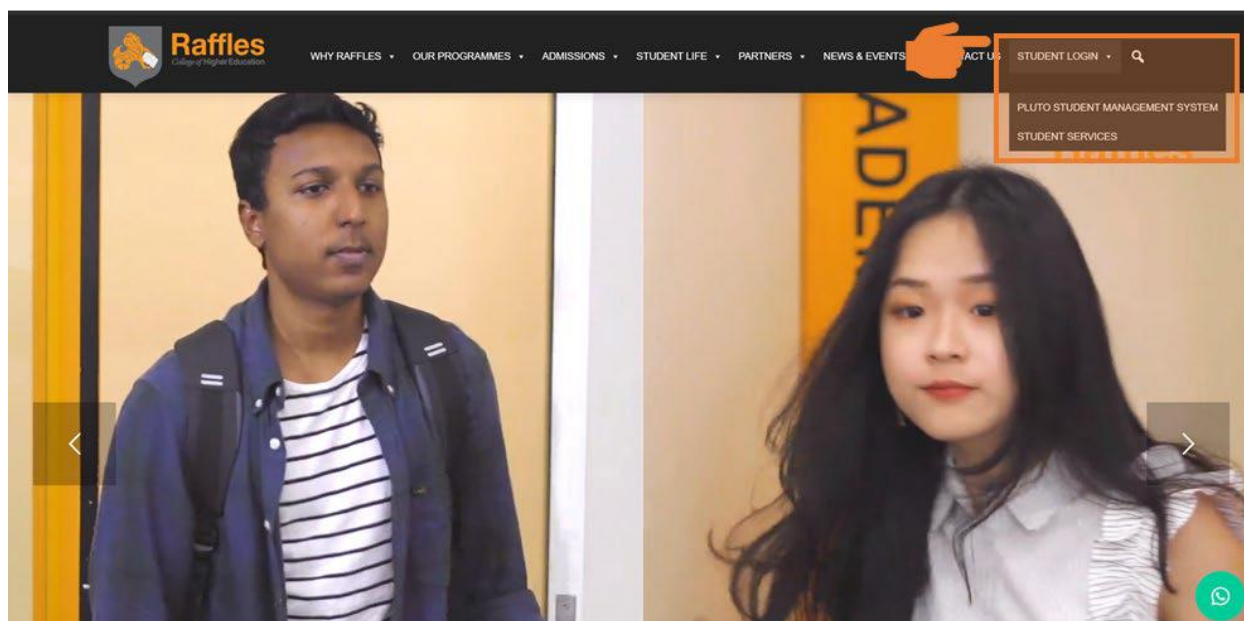 Raffles
College of Higher Education
WHY RAFFLES
OUR PROGRAMMES
ADMISSIONS
STUDENT LIFE
PARTNERS
NEWS & EVENTS
US
STUDENT LOGIN
PLUTO STUDENT MANAGEMENT SYSTEM
STUDENT SERVICES